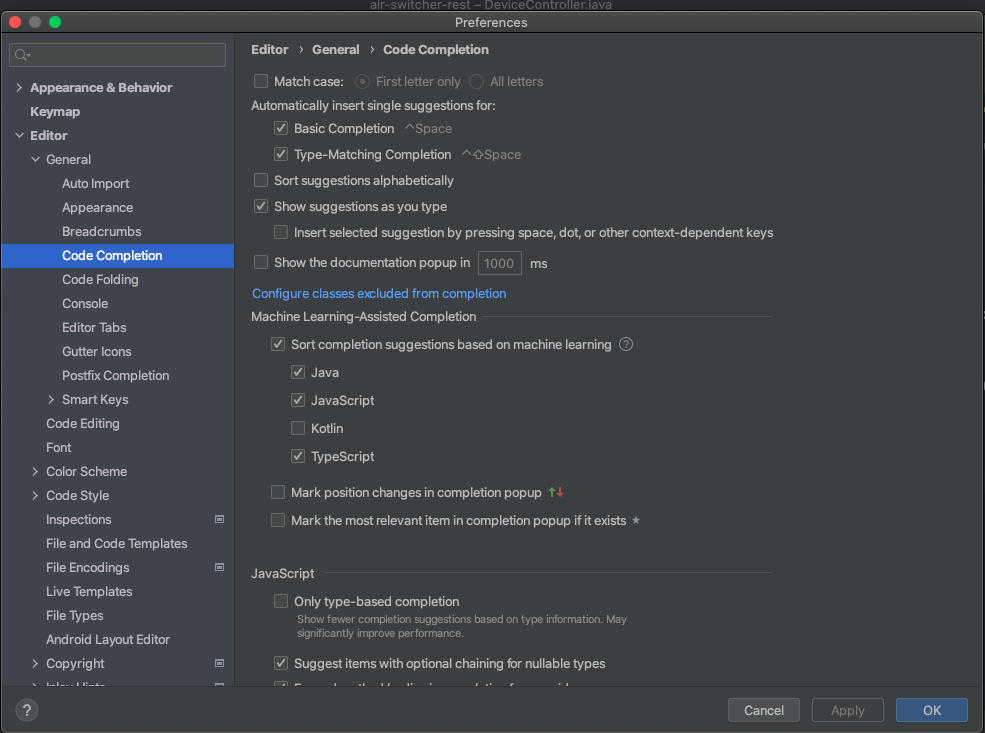 air-switcher-rest – DeviceController.java
Preferences
Appearance & Behavior
Keymap
Editor
General
Auto Import
Appearance
Breadcrumbs
Code Completion
Code Folding
Console
Editor Tabs
Gutter Icons
Postfix Completion
Smart Keys
Code Editing
Font
Color Scheme
Code Style
Inspections
File and Code Templates
File Encodings
Live Templates
File Types
Android Layout Editor
Copyright
Editor › General › Code Completion
Match case: First letter only All letters
Automatically insert single suggestions for:
Basic Completion ^Space
Type-Matching Completion ^⇧Space
Sort suggestions alphabetically
Show suggestions as you type
Insert selected suggestion by pressing space, dot, or other context-dependent keys
Show the documentation popup in 1000 ms
Configure classes excluded from completion
Machine Learning-Assisted Completion
Sort completion suggestions based on machine learning ?
Java
JavaScript
Kotlin
TypeScript
Mark position changes in completion popup ↑↓
Mark the most relevant item in completion popup if it exists ★
JavaScript
Only type-based completion
Show fewer completion suggestions based on type information. May
significantly improve performance.
Suggest items with optional chaining for nullable types
?
Cancel Apply OK